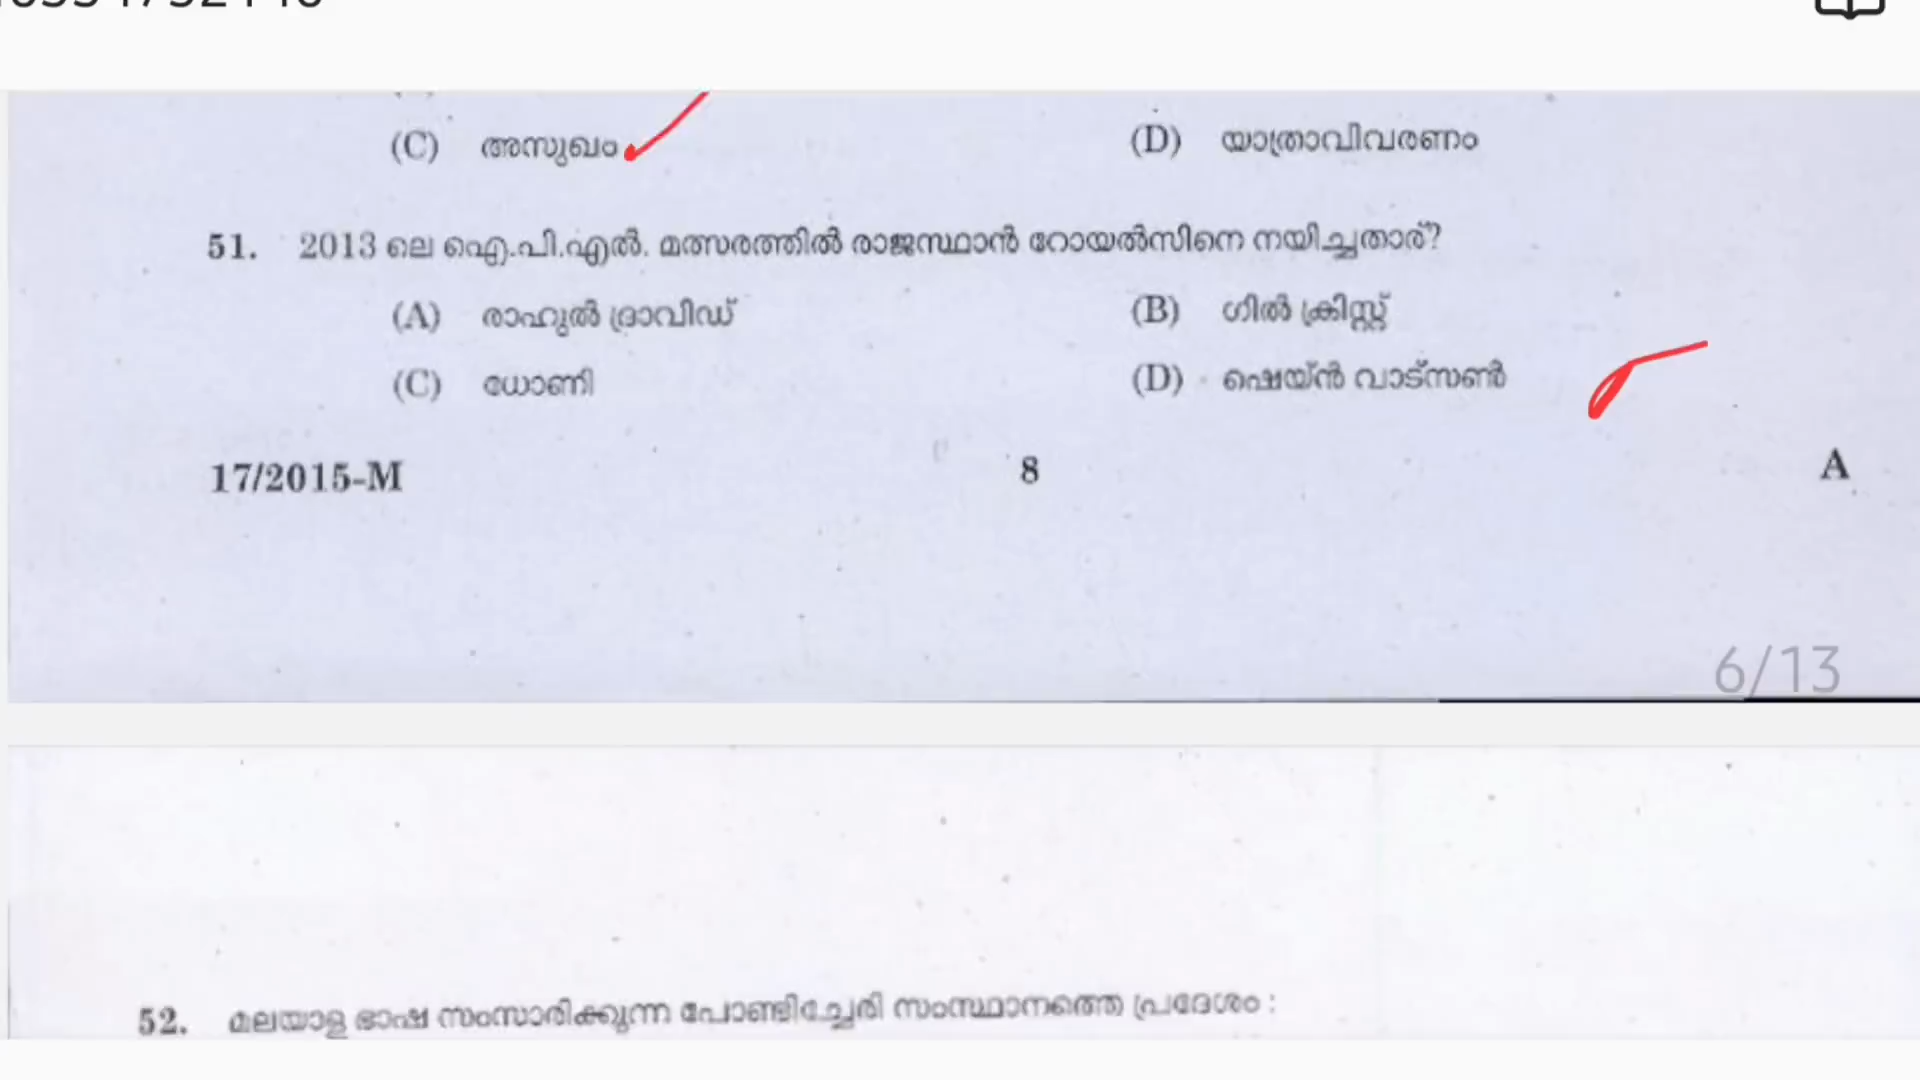 (C) അസുഖം (D) യാത്രാവിവരണം
51. 2013 ലെ ഐ.പി.എൽ. മത്സരത്തിൽ രാജസ്ഥാൻ റോയൽസിനെ നയിച്ചതാര്?
(A) രാഹുൽ ദ്രാവിഡ് (B) ഗിൽ ക്രിസ്റ്റ്
(C) ധോണി (D) ഷെയ്ൻ വാട്സൺ
17/2015-M 8 A
6/13
52. മലയാള ഭാഷ സംസാരിക്കുന്ന പോണ്ടിച്ചേരി സംസ്ഥാനത്തെ പ്രദേശം :